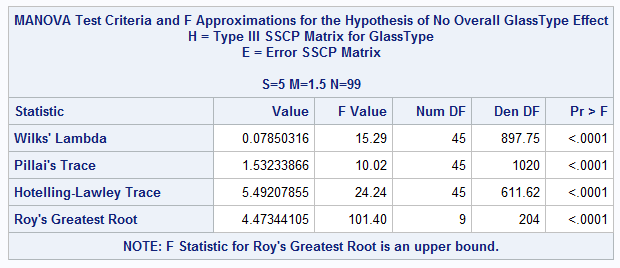 MANOVA Test Criteria and F Approximations for the Hypothesis of No Overall GlassType Effect
H = Type III SSCP Matrix for GlassType
E = Error SSCP Matrix
S=5 M=1.5 N=99
Statistic Value F Value Num DF Den DF Pr > F
Wilks' Lambda 0.07850316 15.29 45 897.75 <.0001
Pillai's Trace 1.53233866 10.02 45 1020 <.0001
Hotelling-Lawley Trace 5.49207855 24.24 45 611.62 <.0001
Roy's Greatest Root 4.47344105 101.40 9 204 <.0001
NOTE: F Statistic for Roy's Greatest Root is an upper bound.